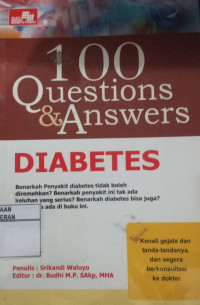 100
Questions
& Answers
DIABETES
Benarkah Penyakit diabetes tidak boleh
diremehkan? Benarkah penyakit ini tak ada
keluhan yang serius? Benarkah diabetes bisa juga?
ada di buku ini.
Kenali gejala dan
tanda-tandanya,
dan segera
berkonsultasi
ke dokter.
Penulis : Srikandi Waluyo
Editor : dr. Budhi M.P. SAkp, MHA
AAN
ERAN